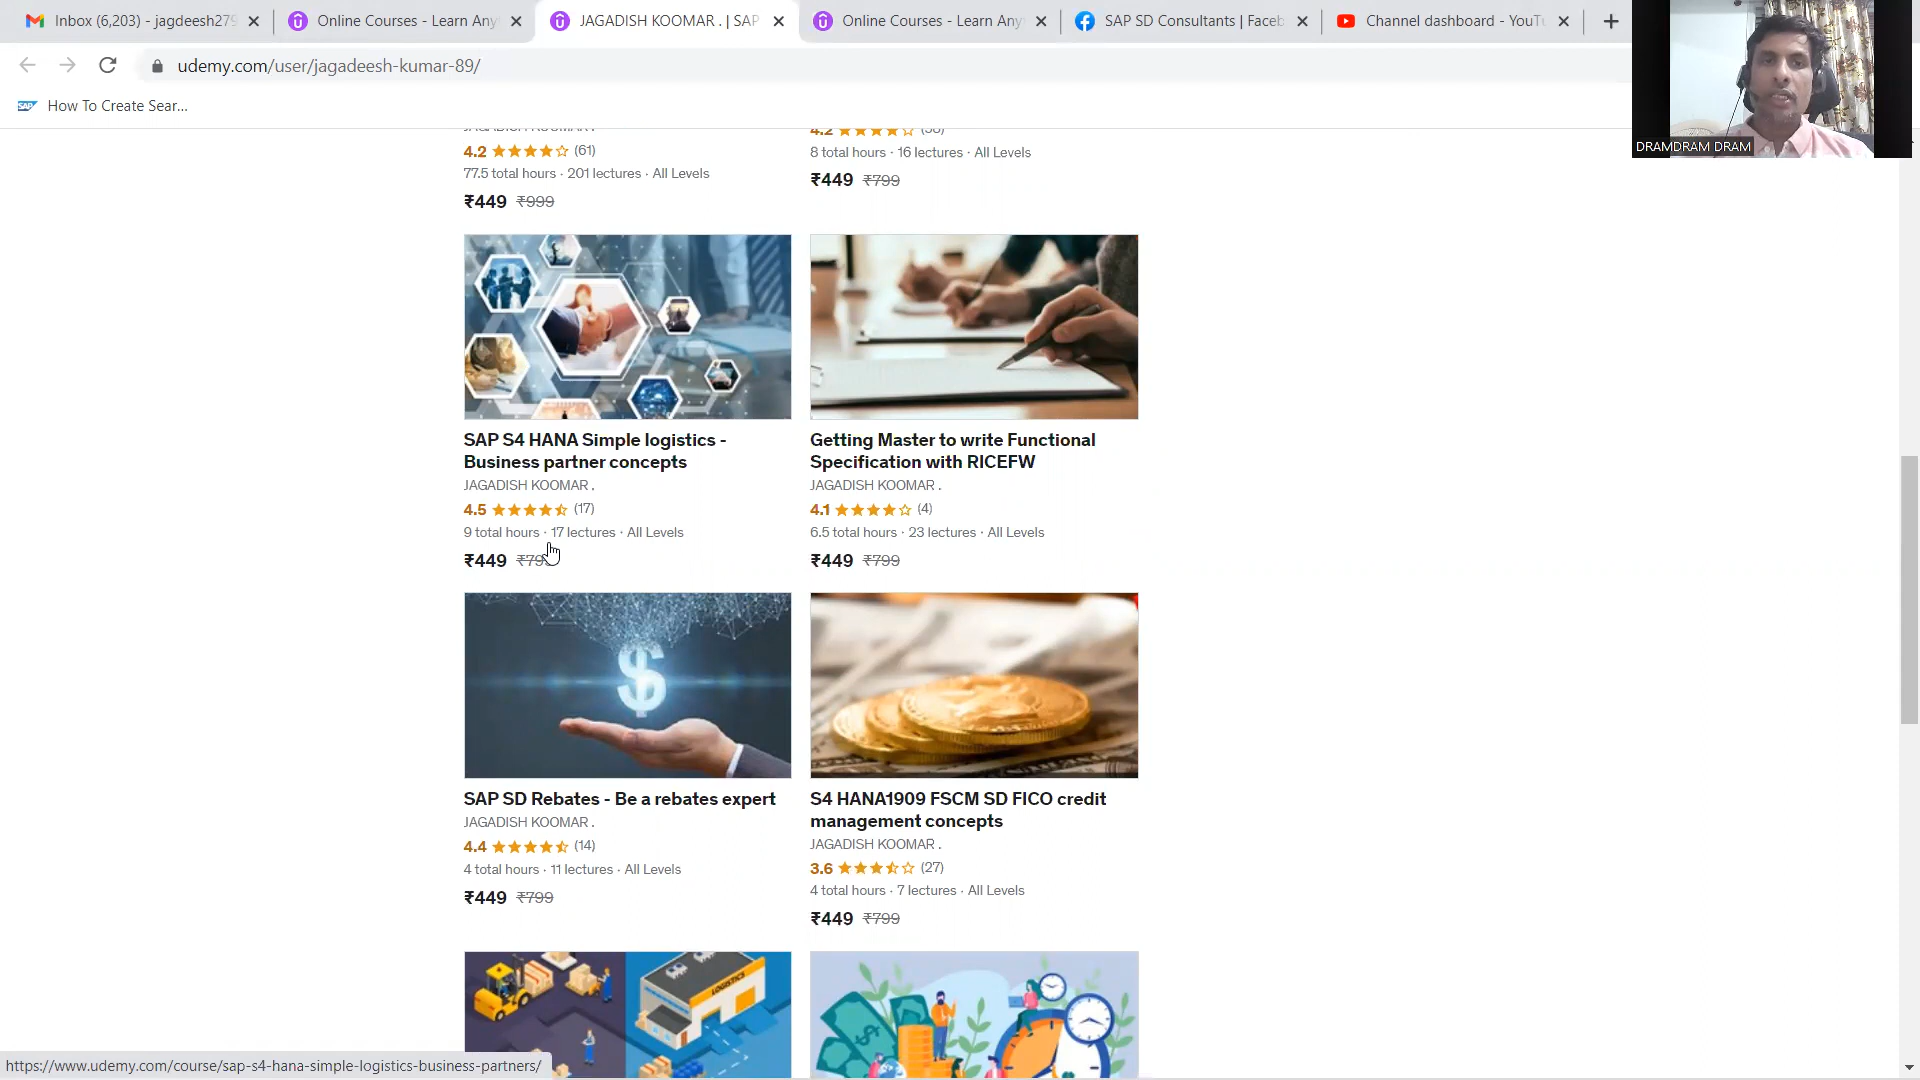 Inbox (6,203) - jagdeesh279
Online Courses - Learn Any
JAGADISH KOOMAR . | SAP
Online Courses - Learn Any
SAP SD Consultants | Faceb
Channel dashboard - YouTu
udemy.com/user/jagadeesh-kumar-89/
How To Create Sear...
DRAMDRAM DRAM
JAGADISH KOOMAR .
4.2 (61)
77.5 total hours · 201 lectures · All Levels
₹449 ₹999
4.2 (58)
8 total hours · 16 lectures · All Levels
₹449 ₹799
SAP S4 HANA Simple logistics -
Business partner concepts
JAGADISH KOOMAR .
4.5 (17)
9 total hours · 17 lectures · All Levels
₹449
Getting Master to write Functional
Specification with RICEFW
JAGADISH KOOMAR .
4.1 (4)
6.5 total hours · 23 lectures · All Levels
₹449 ₹799
SAP SD Rebates - Be a rebates expert
JAGADISH KOOMAR .
4.4 (14)
4 total hours · 11 lectures · All Levels
₹449 ₹799
S4 HANA1909 FSCM SD FICO credit
management concepts
JAGADISH KOOMAR .
3.6 (27)
4 total hours · 7 lectures · All Levels
₹449 ₹799
LOGISTICS
https://www.udemy.com/course/sap-s4-hana-simple-logistics-business-partners/